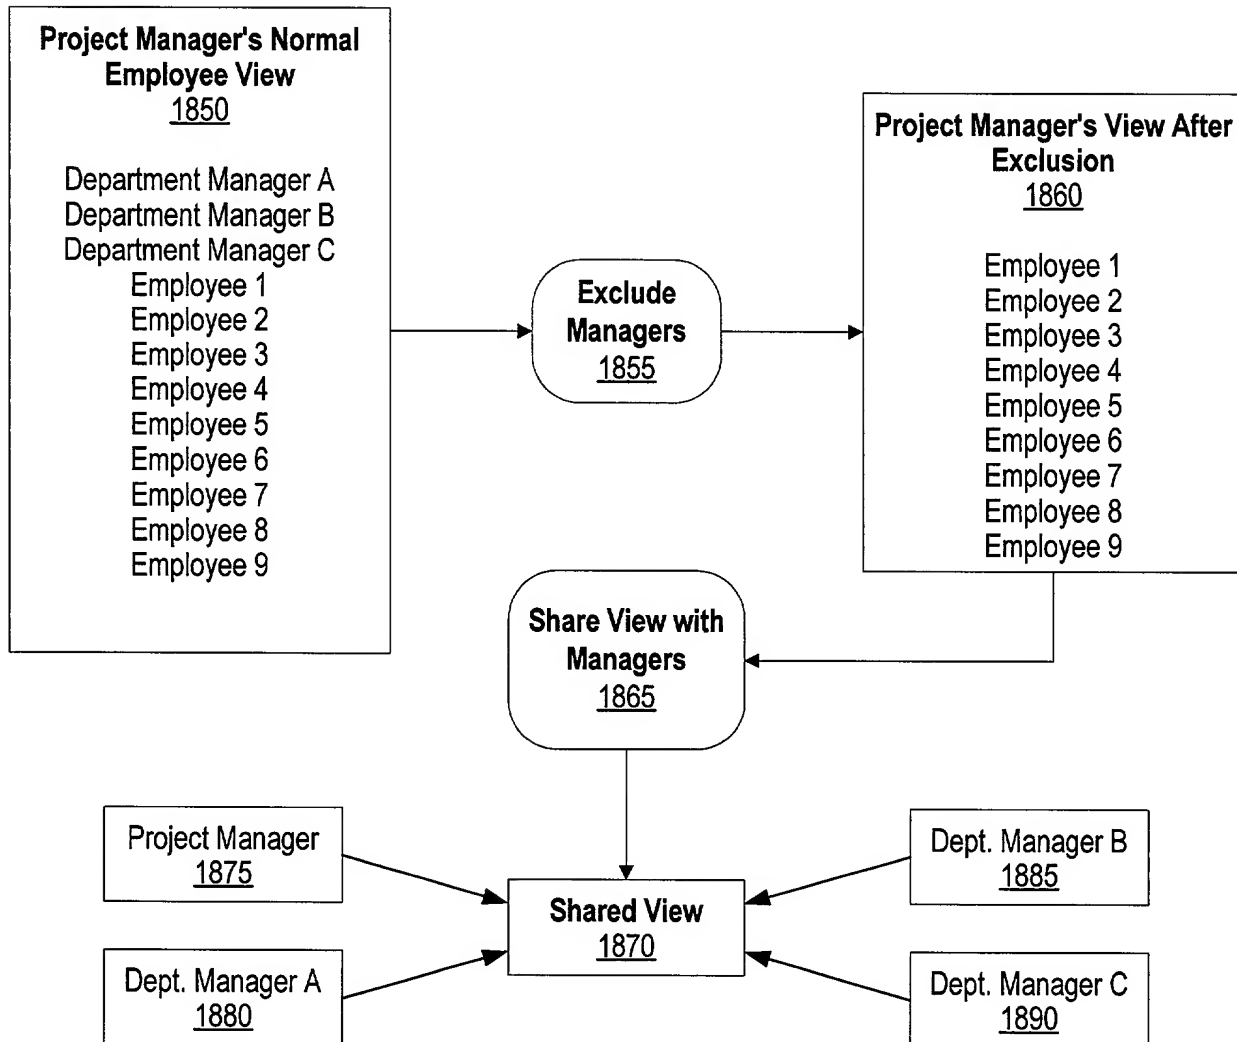 Project Manager's Normal
Employee View
1850
Department Manager A
Department Manager B
Department Manager C
Employee 1
Employee 2
Employee 3
Employee 4
Employee 5
Employee 6
Employee 7
Employee 8
Employee 9
Exclude
Managers
1855
Project Manager's View After
Exclusion
1860
Employee 1
Employee 2
Employee 3
Employee 4
Employee 5
Employee 6
Employee 7
Employee 8
Employee 9
Share View with
Managers
1865
Project Manager
1875
Dept. Manager A
1880
Shared View
1870
Dept. Manager B
1885
Dept. Manager C
1890